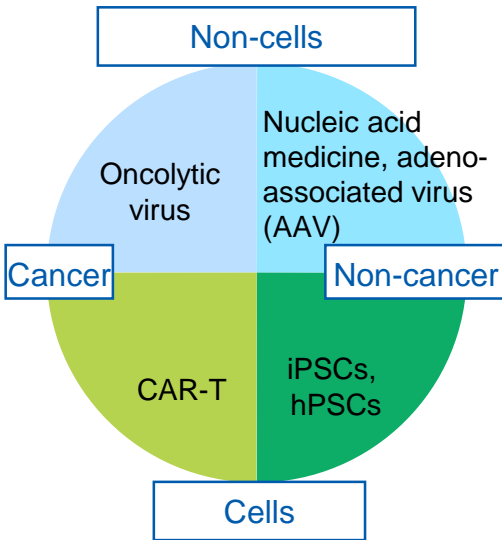 Non-cells
Nucleic acid
medicine, adeno-
associated virus
(AAV)
Oncolytic
virus
Cancer
Non-cancer
CAR-T
iPSCs,
hPSCs
Cells